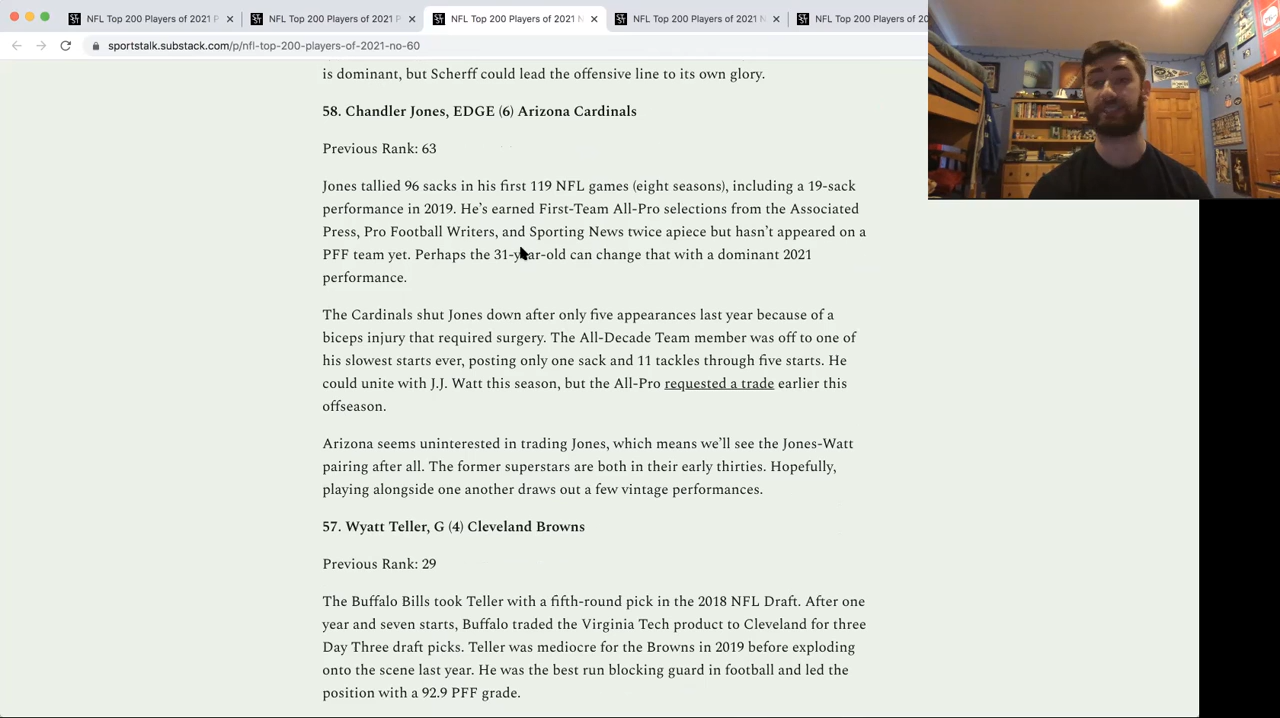 NFL Top 200 Players of 2021 P
NFL Top 200 Players of 2021 P
NFL Top 200 Players of 2021 N
NFL Top 200 Players of 2021 N
NFL Top 200 Players of 20
sportstalk.substack.com/p/nfl-top-200-players-of-2021-no-60
is dominant, but Scherff could lead the offensive line to its own glory.
58. Chandler Jones, EDGE (6) Arizona Cardinals
Previous Rank: 63
Jones tallied 96 sacks in his first 119 NFL games (eight seasons), including a 19-sack
performance in 2019. He’s earned First-Team All-Pro selections from the Associated
Press, Pro Football Writers, and Sporting News twice apiece but hasn’t appeared on a
PFF team yet. Perhaps the 31-year-old can change that with a dominant 2021
performance.
The Cardinals shut Jones down after only five appearances last year because of a
biceps injury that required surgery. The All-Decade Team member was off to one of
his slowest starts ever, posting only one sack and 11 tackles through five starts. He
could unite with J.J. Watt this season, but the All-Pro requested a trade earlier this
offseason.
Arizona seems uninterested in trading Jones, which means we’ll see the Jones-Watt
pairing after all. The former superstars are both in their early thirties. Hopefully,
playing alongside one another draws out a few vintage performances.
57. Wyatt Teller, G (4) Cleveland Browns
Previous Rank: 29
The Buffalo Bills took Teller with a fifth-round pick in the 2018 NFL Draft. After one
year and seven starts, Buffalo traded the Virginia Tech product to Cleveland for three
Day Three draft picks. Teller was mediocre for the Browns in 2019 before exploding
onto the scene last year. He was the best run blocking guard in football and led the
position with a 92.9 PFF grade.